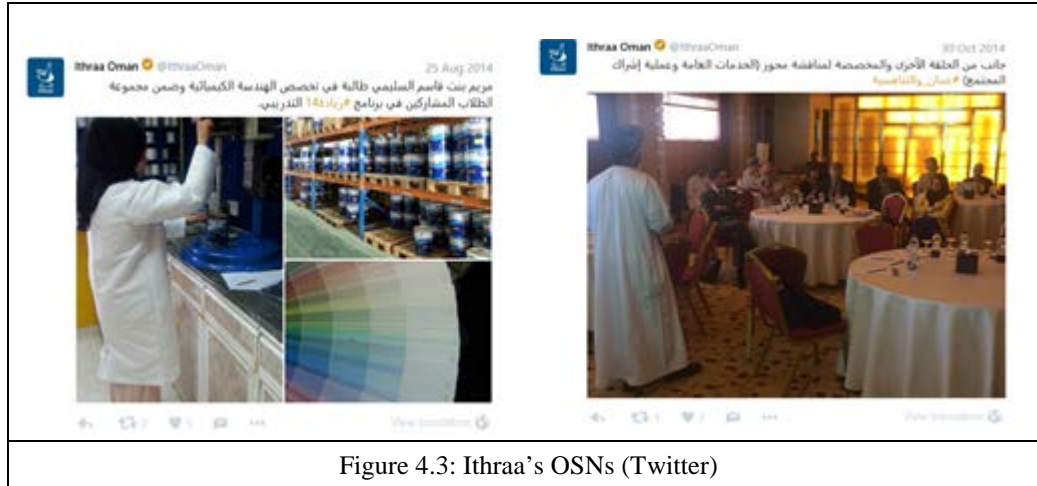 Ithraa Oman @IthraaOman
25 Aug 2014
مريم بنت قاسم السليمي طالبة في تخصص الهندسة الكيميائية وضمن مجموعة
الطلاب المشاركين في برنامج #ريادة14 التدريبي.
2 5
View translation
Ithraa Oman @IthraaOman
30 Oct 2014
جانب من الحلقة الأخرى والمخصصة لمناقشة محور (الخدمات العامة وعملية إشراك
المجتمع) #عمان_والتنافسية
View translation
Figure 4.3: Ithraa’s OSNs (Twitter)